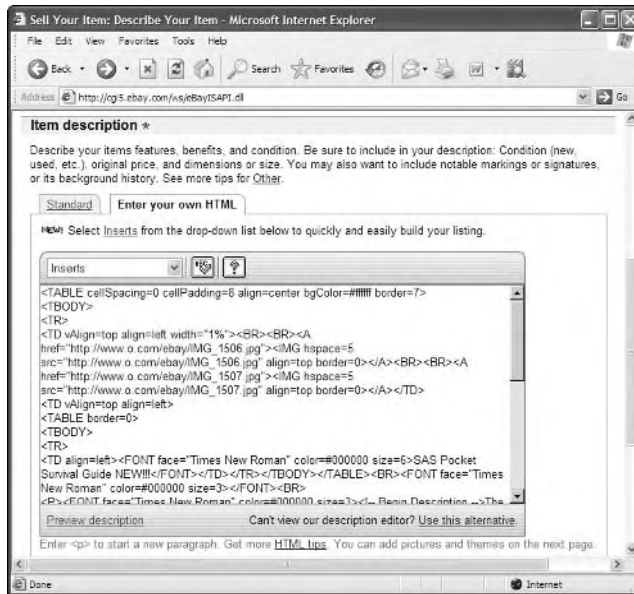 Sell Your Item: Describe Your Item - Microsoft Internet Explorer
File Edit View Favorites Tools Help
Back Search Favorites
Address http://cgi5.ebay.com/ws/eBayISAPI.dll Go
Item description *
Describe your items features, benefits, and condition. Be sure to include in your description: Condition (new,
used, etc.), original price, and dimensions or size. You may also want to include notable markings or signatures,
or its background history. See more tips for Other.
Standard Enter your own HTML
NEW! Select Inserts from the drop-down list below to quickly and easily build your listing.
Inserts
<TABLE cellSpacing=0 cellPadding=8 align=center bgColor=#ffffff border=7>
<TBODY>
<TR>
<TD vAlign=top align=left width="1%"><BR><BR><A
href="http://www.o.com/ebay/IMG_1506.jpg"><IMG hspace=5
src="http://www.o.com/ebay/IMG_1506.jpg" align=top border=0></A><BR><BR><A
href="http://www.o.com/ebay/IMG_1507.jpg"><IMG hspace=5
src="http://www.o.com/ebay/IMG_1507.jpg" align=top border=0></A></TD>
<TD vAlign=top align=left>
<TABLE border=0>
<TBODY>
<TR>
<TD align=left><FONT face="Times New Roman" color=#000000 size=6>SAS Pocket
Survival Guide NEW!!!</FONT></TD></TR></TBODY></TABLE><BR><FONT face="Times
New Roman" color=#000000 size=3></FONT><BR>
<P><FONT face="Times New Roman" color=#000000 size=3><!-- Begin Description -->The
Preview description Can't view our description editor? Use this alternative.
Enter <p> to start a new paragraph. Get more HTML tips. You can add pictures and themes on the next page.
Done Internet